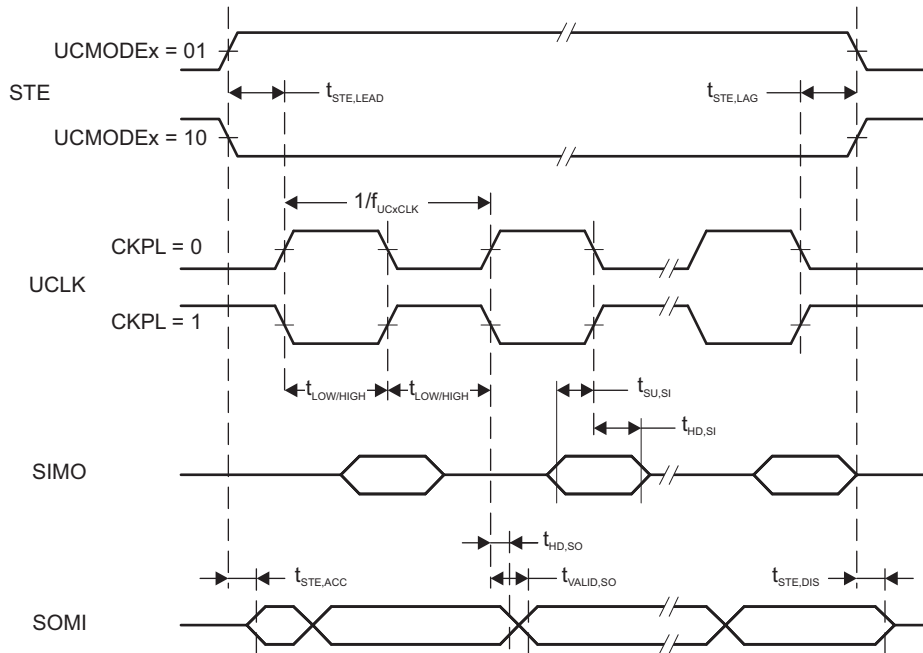 UCMODEx = 01
STE
t_STE,LEAD
t_STE,LAG
UCMODEx = 10
1/f_UCxCLK
CKPL = 0
UCLK
CKPL = 1
t_LOW/HIGH t_LOW/HIGH
t_SU,SI
t_HD,SI
SIMO
t_HD,SO
t_STE,ACC
t_VALID,SO
t_STE,DIS
SOMI